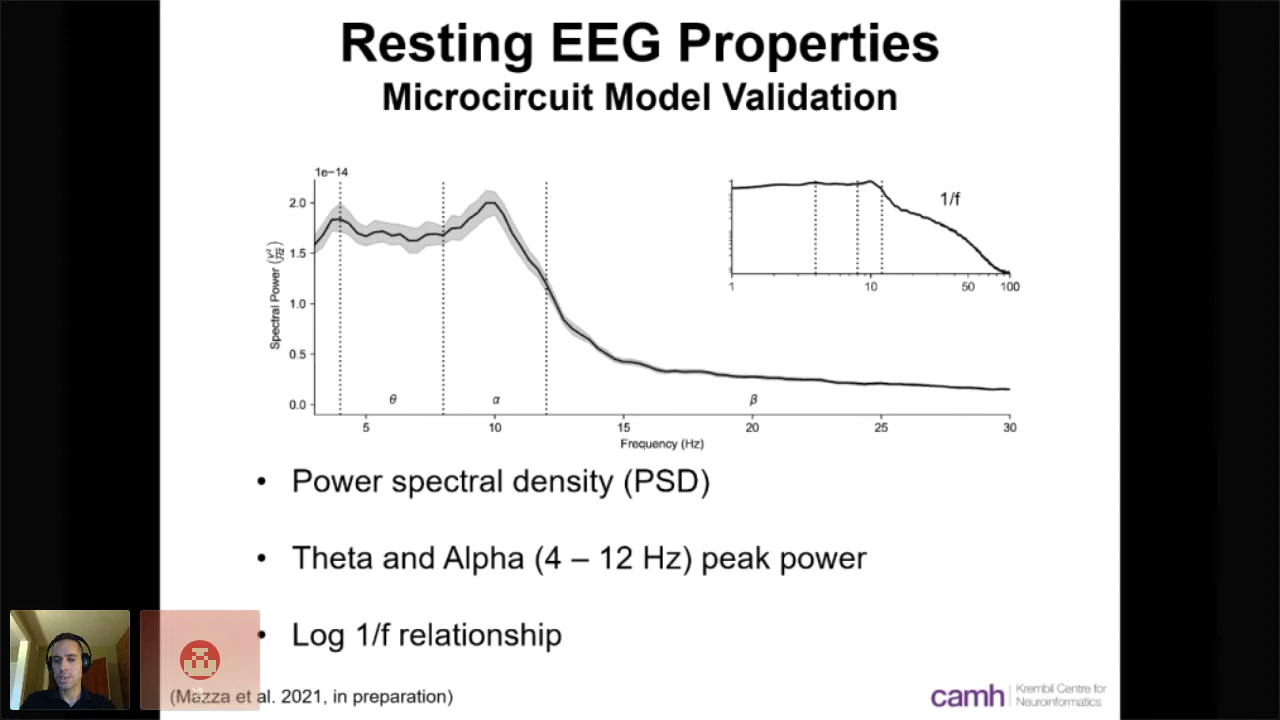 Resting EEG Properties
Microcircuit Model Validation
1e−14
2.0
1.5
1.0
0.5
0.0
Spectral Power
θ
α
β
5
10
15
20
25
30
Frequency (Hz)
1/f
1
10
50
100
• Power spectral density (PSD)
• Theta and Alpha (4 – 12 Hz) peak power
• Log 1/f relationship
(Mazza et al. 2021, in preparation)
camh
Krembil Centre for
Neuroinformatics